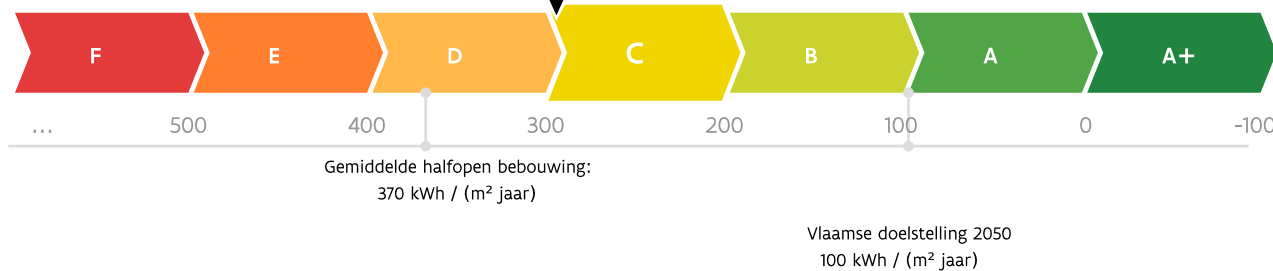 F E D C B A A+
... 500 400 300 200 100 0 -100
Gemiddelde halfopen bebouwing:
370 kWh / (m² jaar)
Vlaamse doelstelling 2050
100 kWh / (m² jaar)